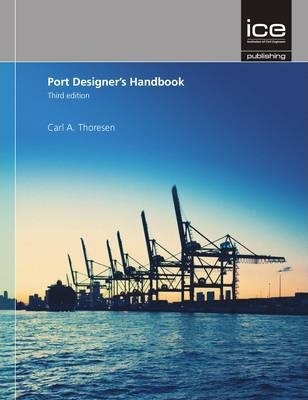 ice
Institution of Civil Engineers
publishing
Port Designer's Handbook
Third edition
Carl A. Thoresen